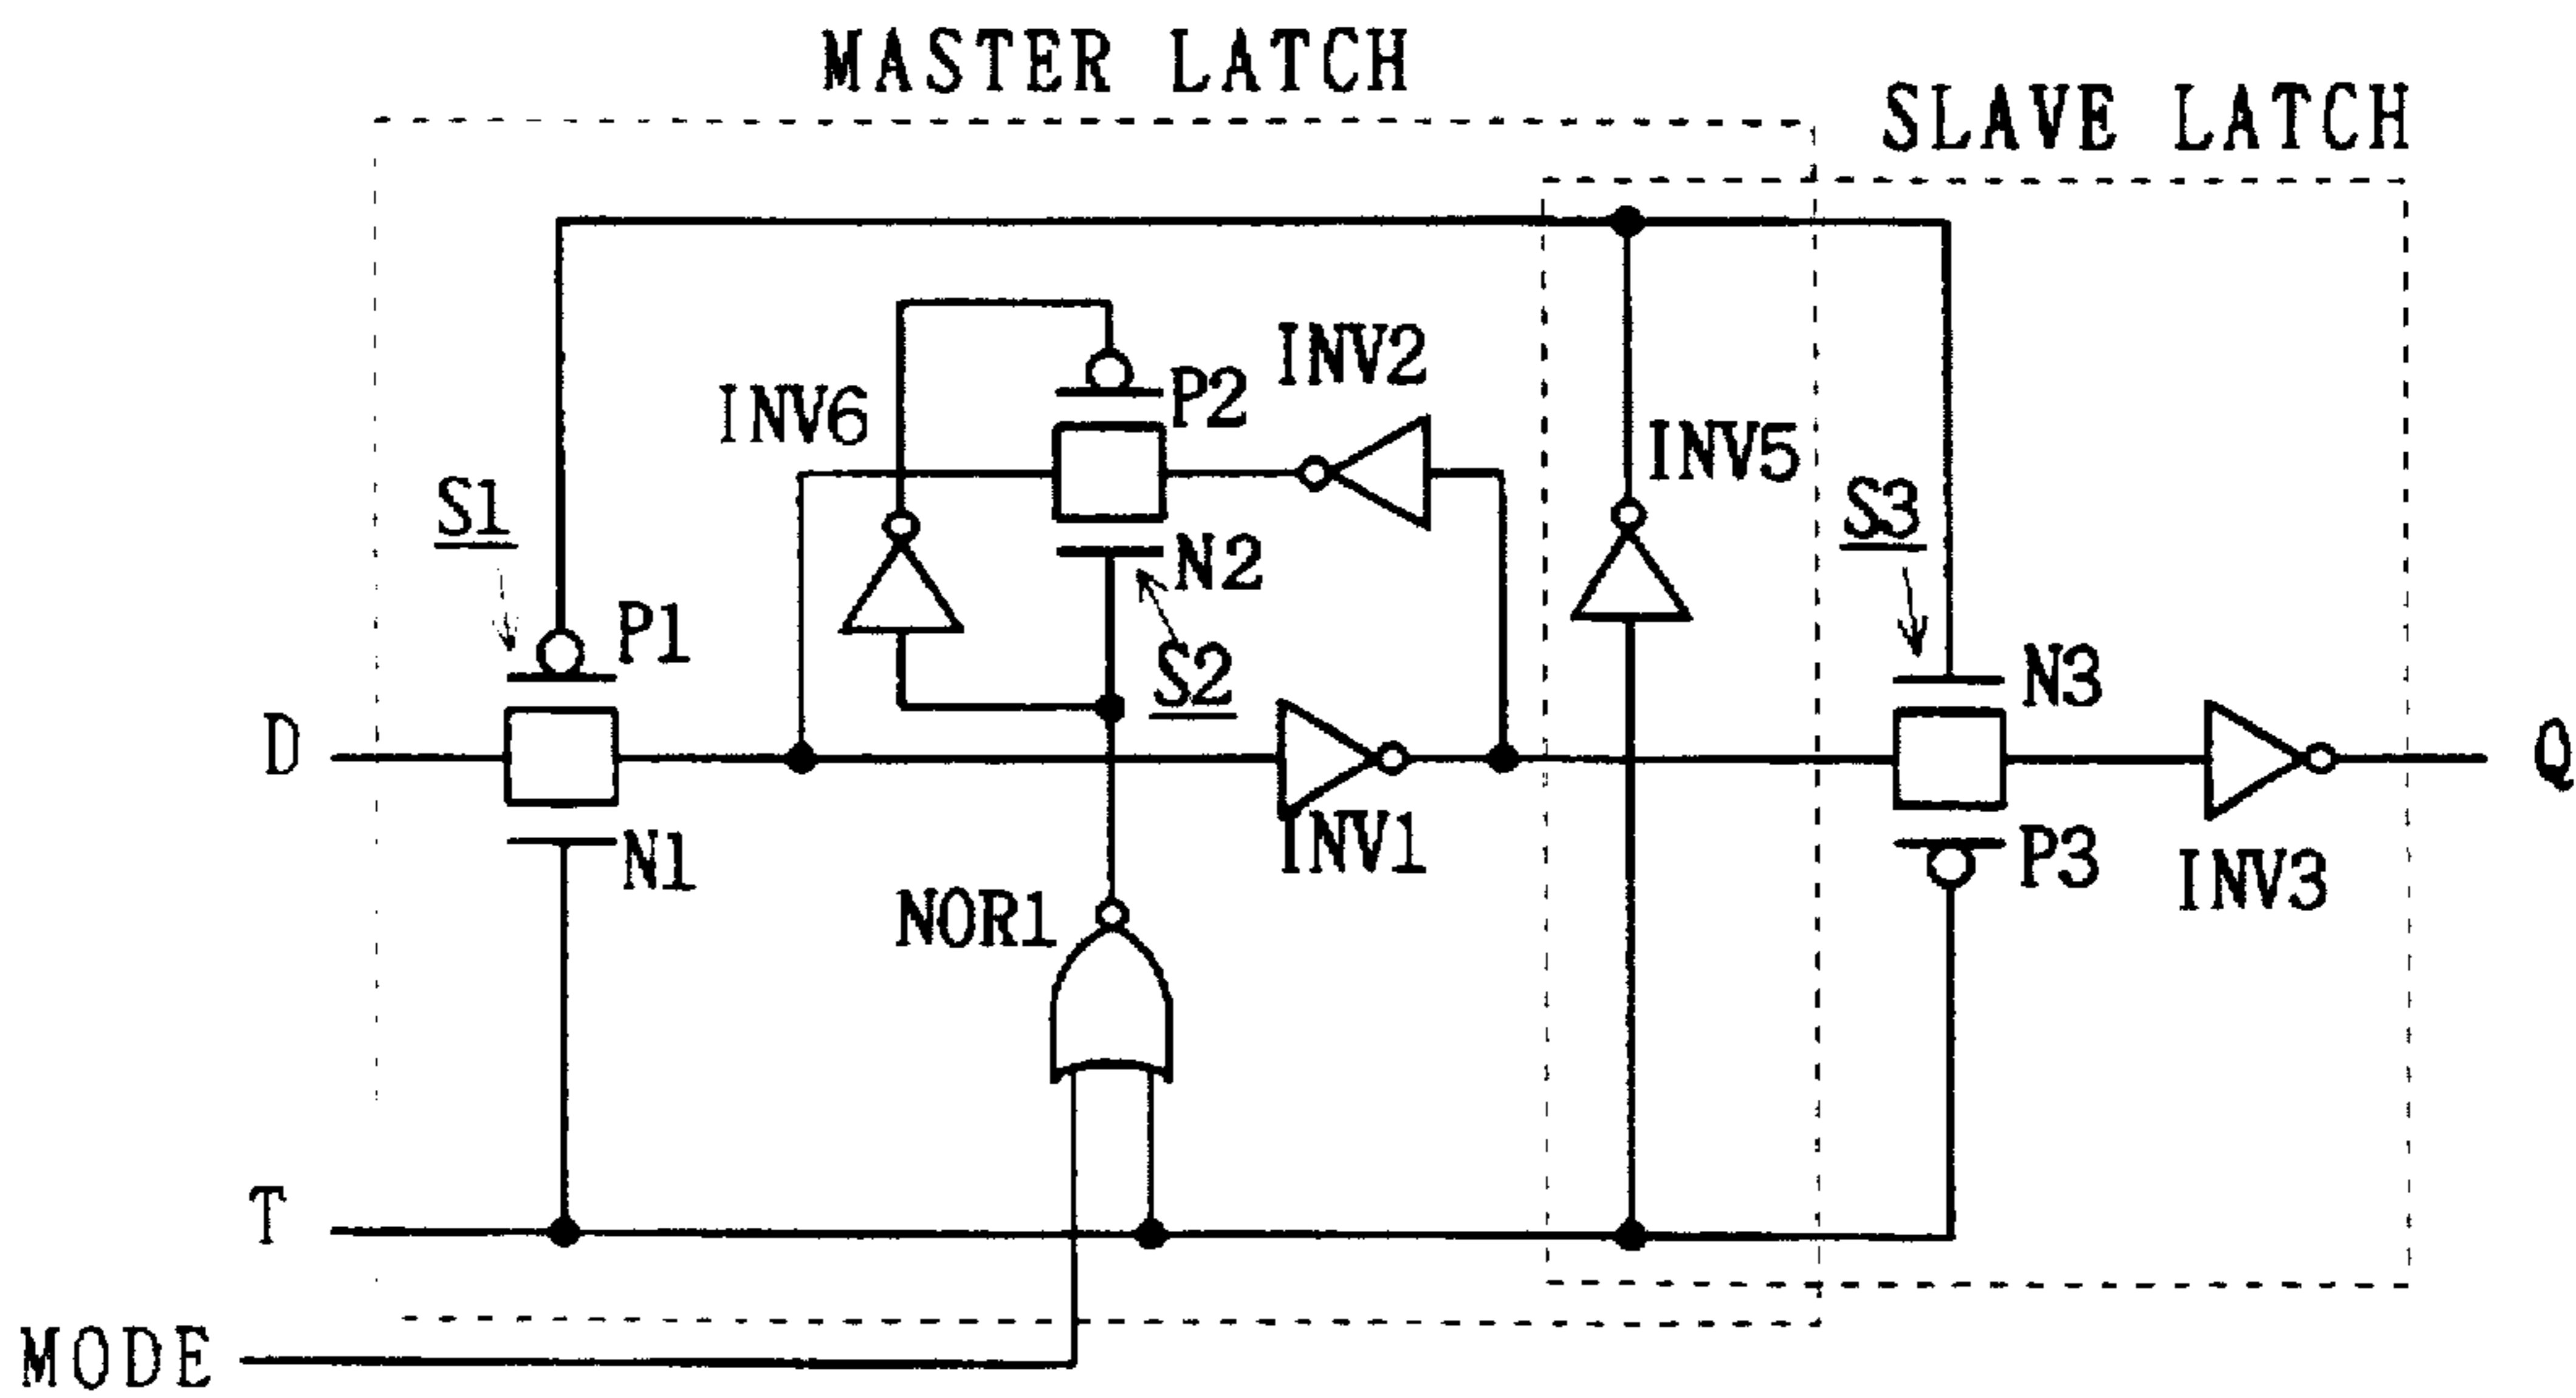 MASTER LATCH
SLAVE LATCH
INV6
P2
INV2
INV5
S1
S3
N2
P1
S2
N3
D
Q
N1
INV1
P3
INV3
NOR1
T
MODE